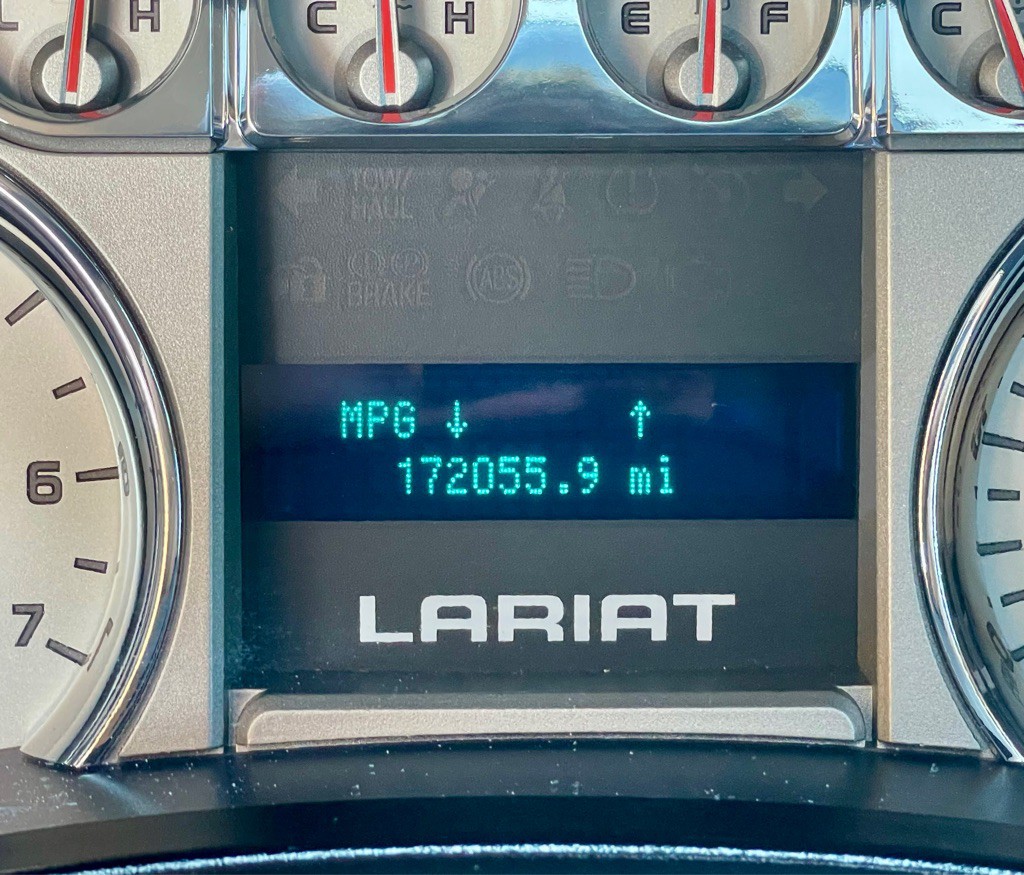 H
C H
E F
C
TOW/
HAUL
BRAKE
ABS
MPG ↓ ↑
172055.9 mi
6
7
LARIAT